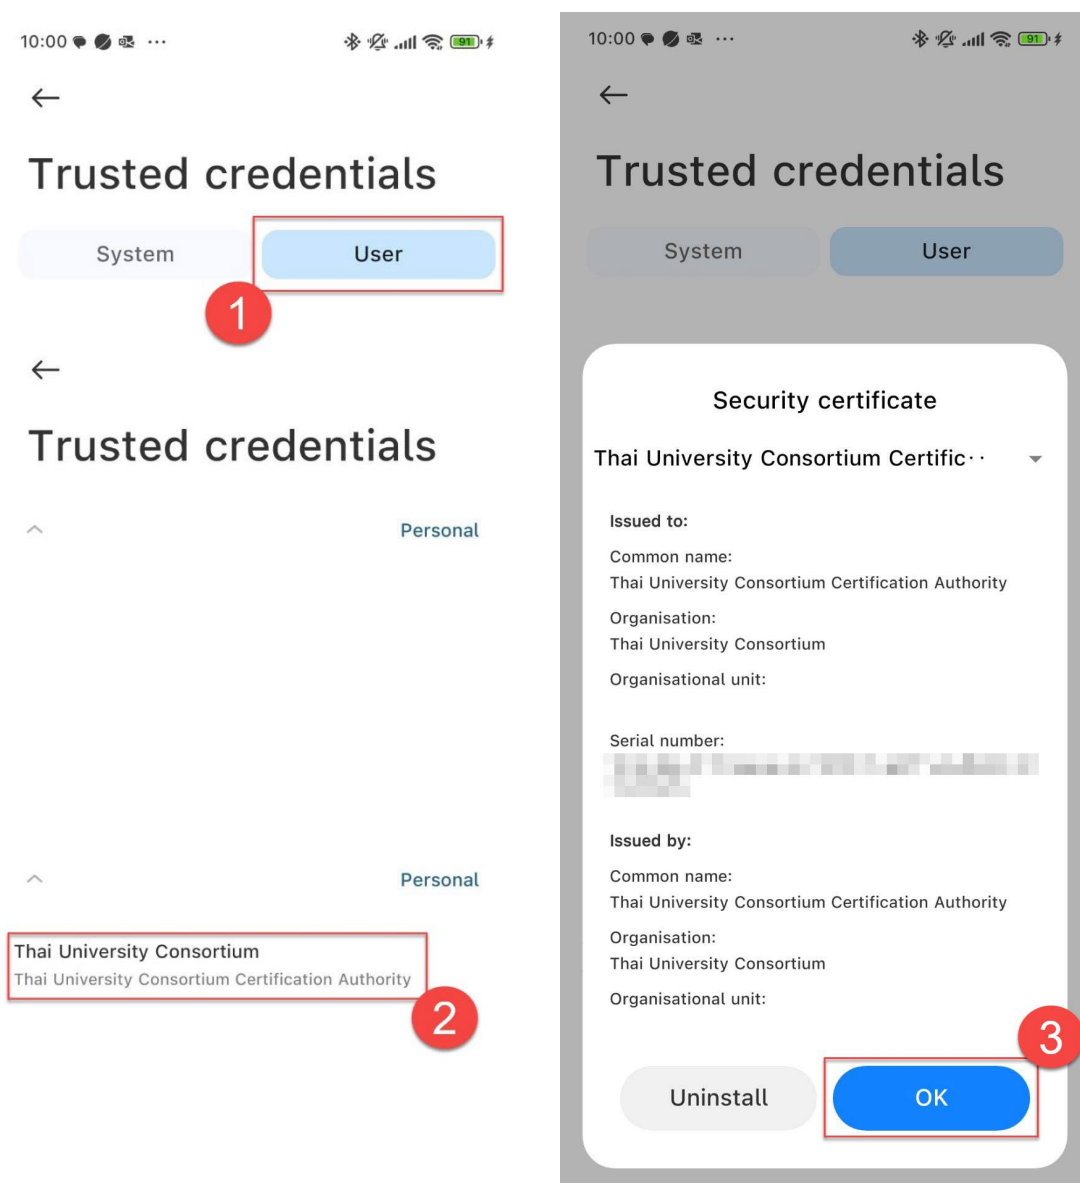 10:00 ...
91
Trusted credentials
System
User
1
Trusted credentials
Personal
Personal
Thai University Consortium
Thai University Consortium Certification Authority
2
10:00 ...
91
Trusted credentials
System
User
Security certificate
Thai University Consortium Certific··
Issued to:
Common name:
Thai University Consortium Certification Authority
Organisation:
Thai University Consortium
Organisational unit:
Serial number:
Issued by:
Common name:
Thai University Consortium Certification Authority
Organisation:
Thai University Consortium
Organisational unit:
3
Uninstall
OK